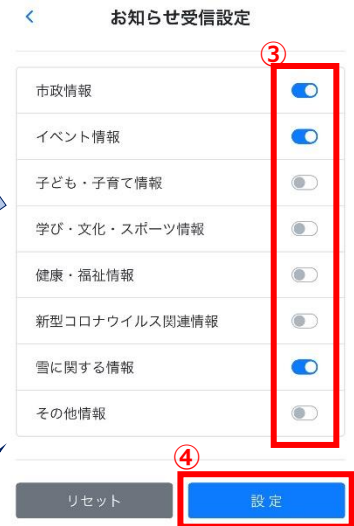 お知らせ受信設定
③
市政情報
イベント情報
子ども・子育て情報
学び・文化・スポーツ情報
健康・福祉情報
新型コロナウイルス関連情報
雪に関する情報
その他情報
④
リセット
設定